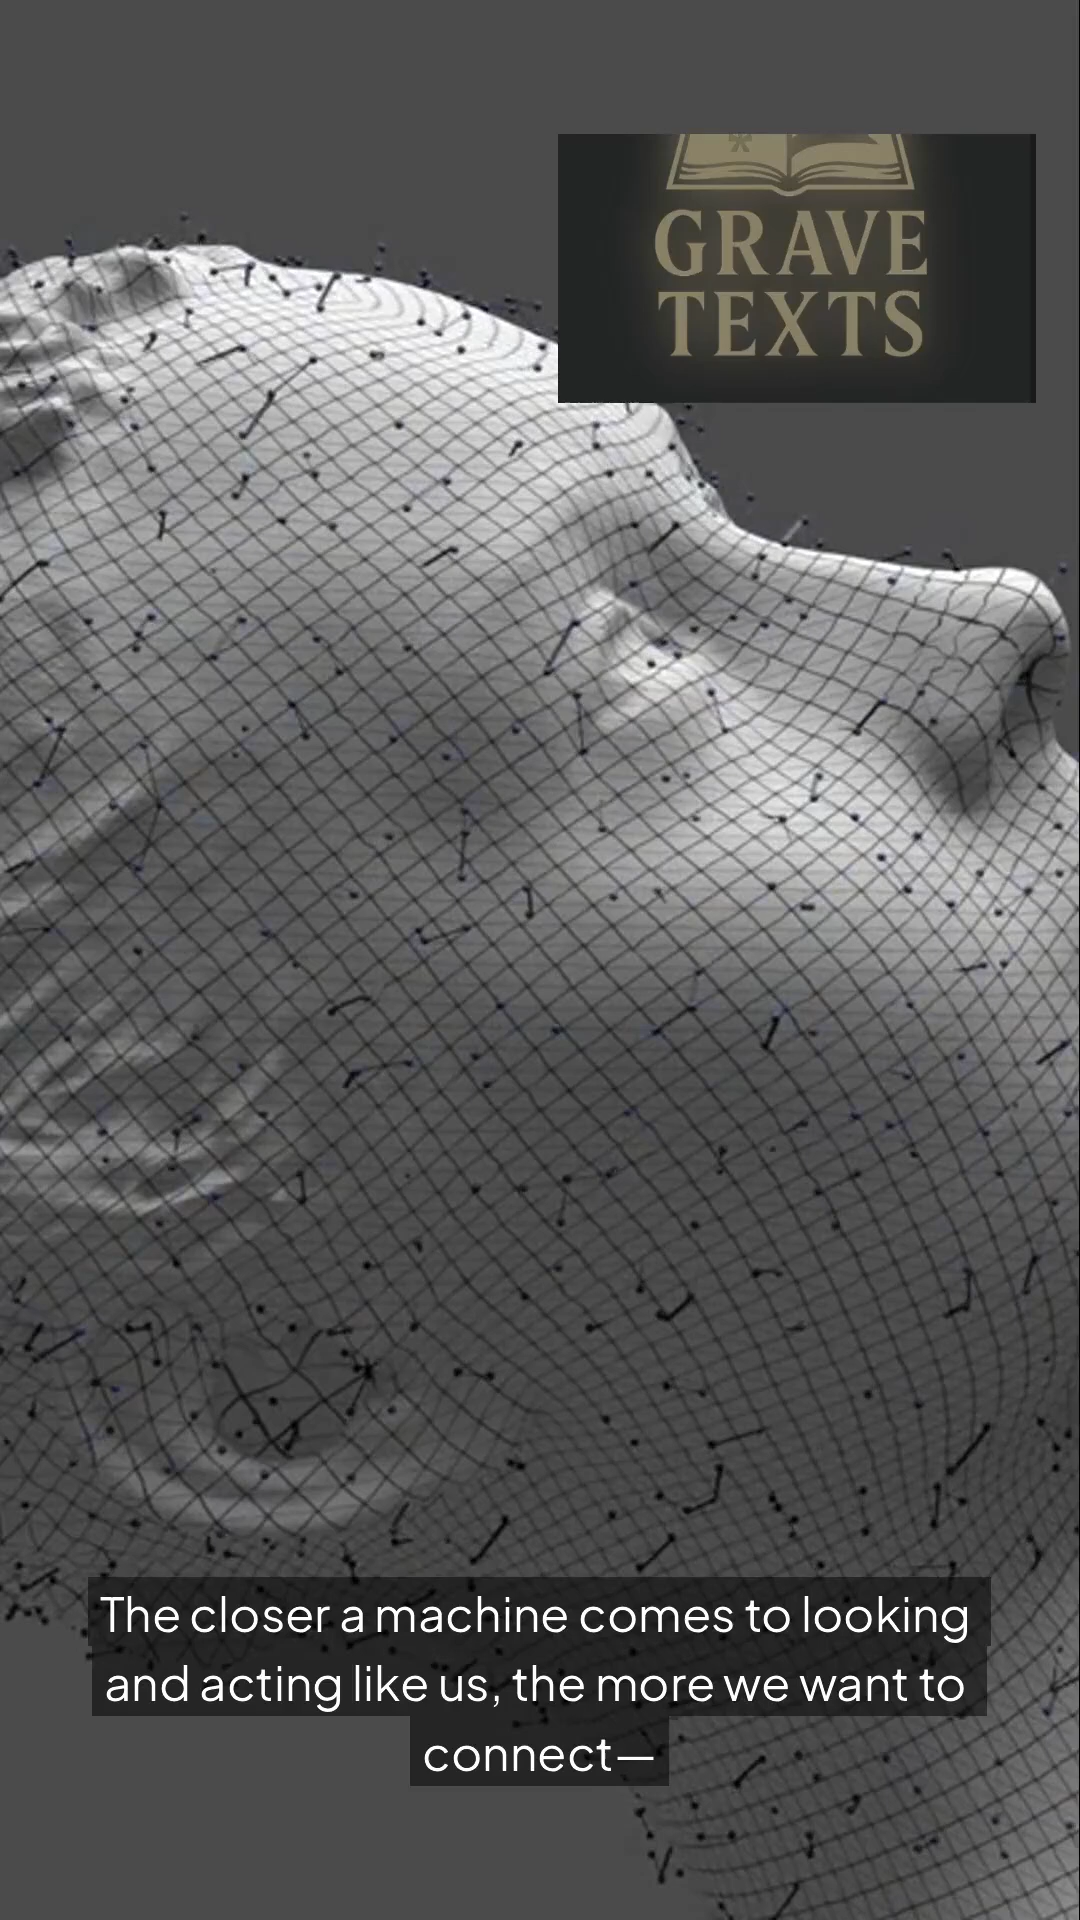 GRAVE
TEXTS
The closer a machine comes to looking
and acting like us, the more we want to
connect—